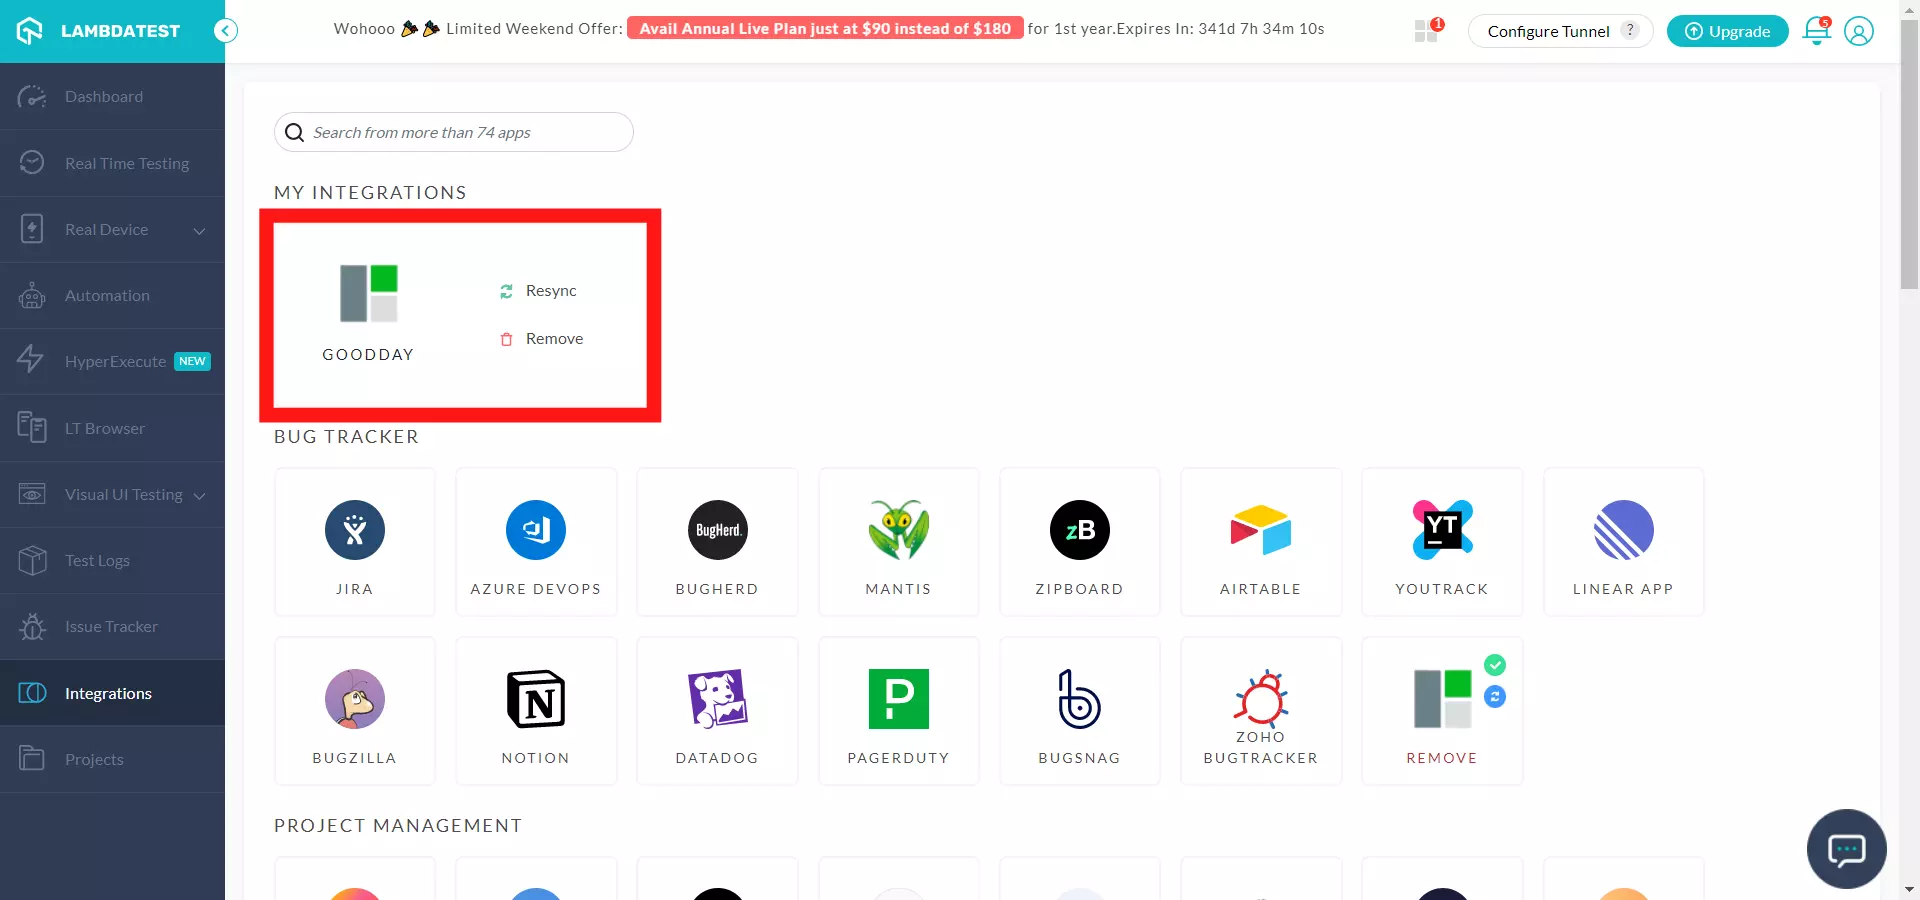 LAMBDATEST
Wohooo Limited Weekend Offer: Avail Annual Live Plan just at $90 instead of $180 for 1st year.Expires In: 341d 7h 34m 10s
1
Configure Tunnel ?
Upgrade
5
Dashboard
Real Time Testing
Real Device
Automation
HyperExecute NEW
LT Browser
Visual UI Testing
Test Logs
Issue Tracker
Integrations
Projects
Search from more than 74 apps
MY INTEGRATIONS
Resync
Remove
GOODDAY
BUG TRACKER
BugHerd.
zB
YT
JIRA
AZURE DEVOPS
BUGHERD
MANTIS
ZIPBOARD
AIRTABLE
YOUTRACK
LINEAR APP
N
P
b
BUGZILLA
NOTION
DATADOG
PAGERDUTY
BUGSNAG
ZOHO
BUGTRACKER
REMOVE
PROJECT MANAGEMENT